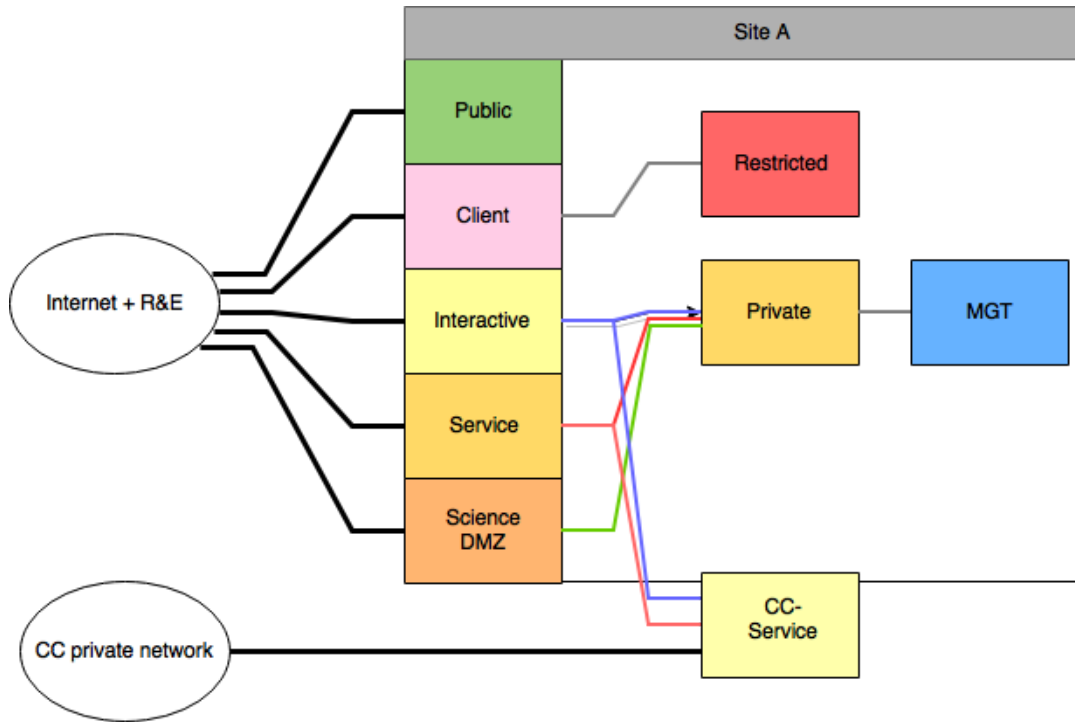 Site A
Public
Client
Restricted
Internet + R&E
Interactive
Private
MGT
Service
Science
DMZ
CC private network
CC-
Service